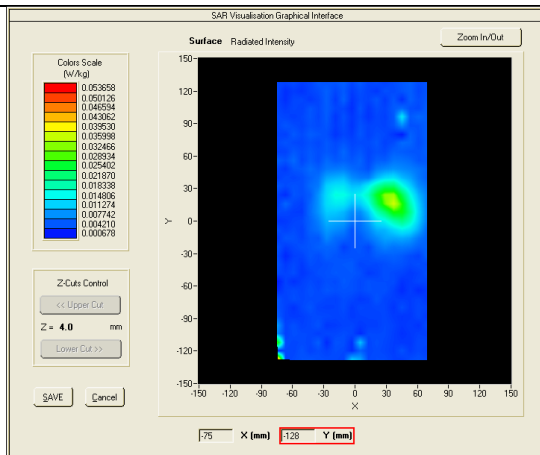 SAR Visualisation Graphical Interface
Surface Radiated Intensity
Zoom In/Out
Colors Scale
(W/kg)
0.053658
0.050126
0.046594
0.043062
0.039530
0.035998
0.032466
0.028934
0.025402
0.021870
0.018338
0.014806
0.011274
0.007742
0.004210
0.000678
Z-Cuts Control
<< Upper Cut
Z = 4.0 mm
Lower Cut >>
SAVE Cancel
150-
120-
90-
60-
30-
Y 0-
-30-
-60-
-90-
-120-
-150-
-150 -120 -90 -60 -30 0 30 60 90 120 150
X
-75 X (mm) -128 Y (mm)